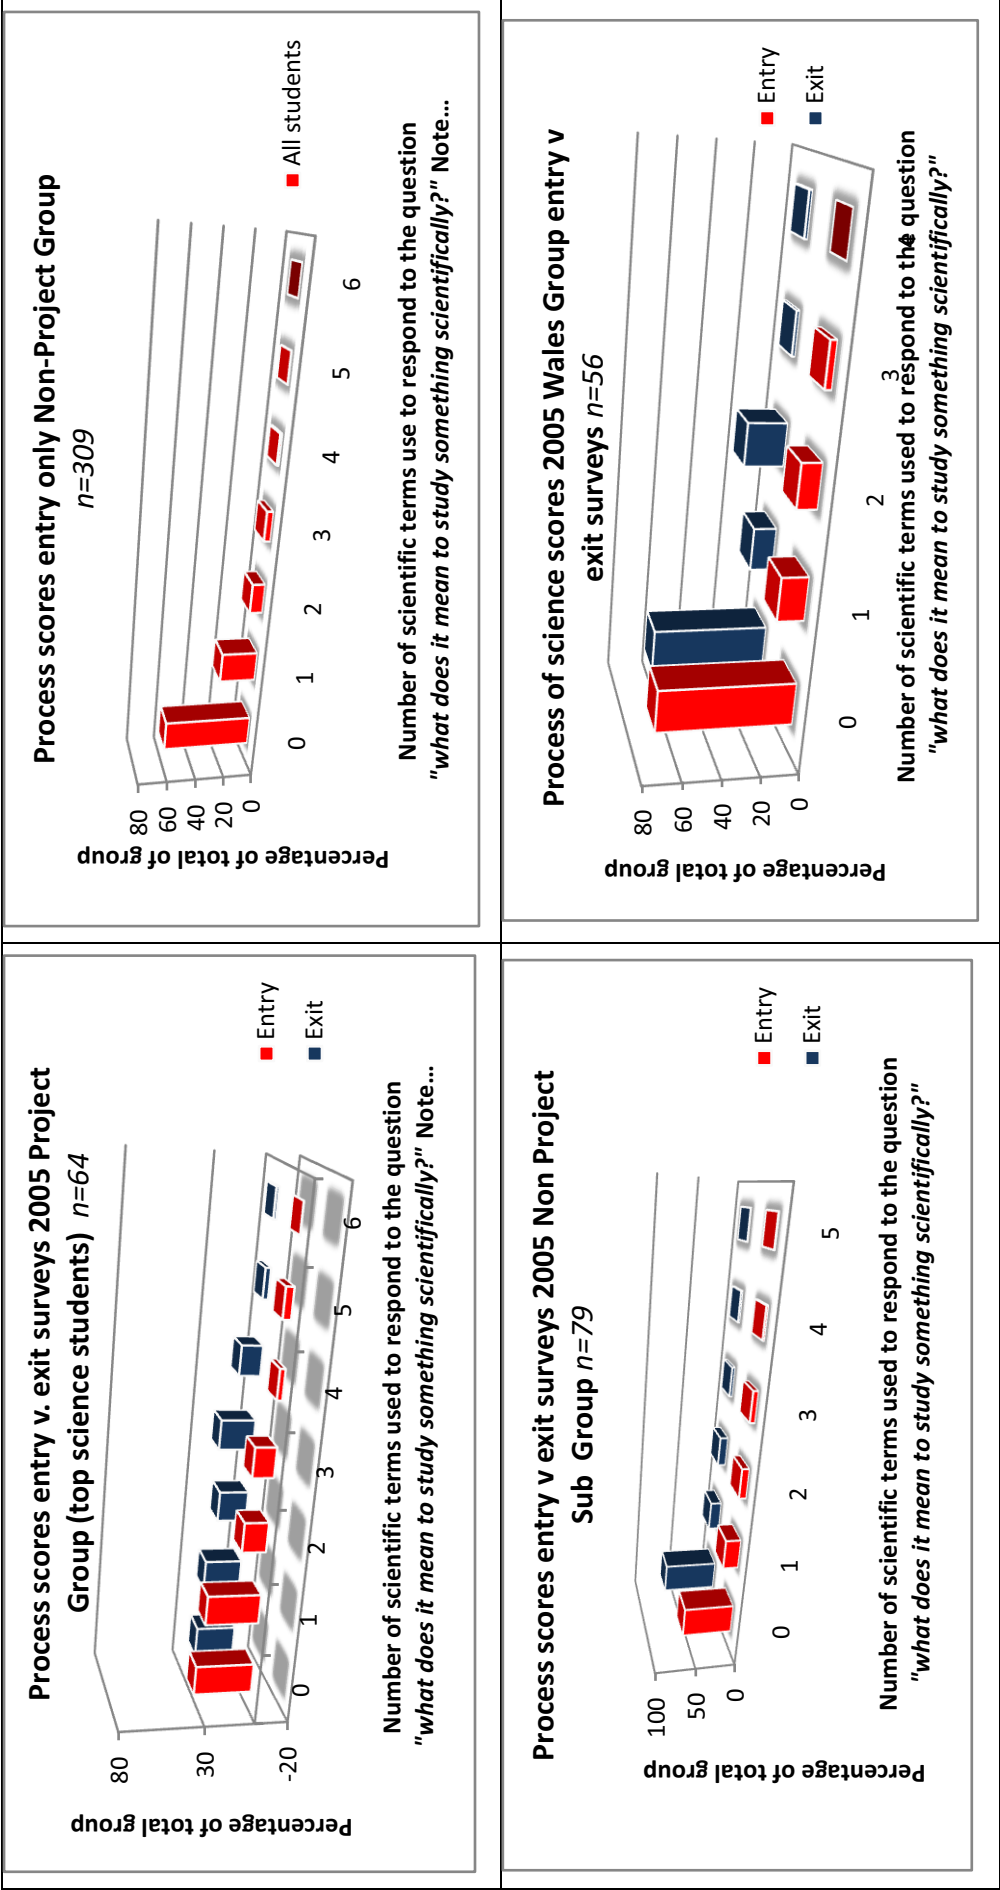 Process scores entry v. exit surveys 2005 Project
Group (top science students) n=64
Percentage of total group
80
30
-20
0
1
2
3
4
5
6
Entry
Exit
Number of scientific terms used to respond to the question
"what does it mean to study something scientifically?" Note...
Process scores entry only Non-Project Group
n=309
Percentage of total of group
80
60
40
20
0
0
1
2
3
4
5
6
All students
Number of scientific terms use to respond to the question
"what does it mean to study something scientifically?" Note...
Process scores entry v exit surveys 2005 Non Project
Sub Group n=79
Percentage of total group
100
50
0
0
1
2
3
4
5
Entry
Exit
Number of scientific terms used to respond to the question
"what does it mean to study something scientifically?"
Process of science scores 2005 Wales Group entry v
exit surveys n=56
Percentage of total group
80
60
40
20
0
0
1
2
3
4
Entry
Exit
Number of scientific terms used to respond to the question
"what does it mean to study something scientifically?"